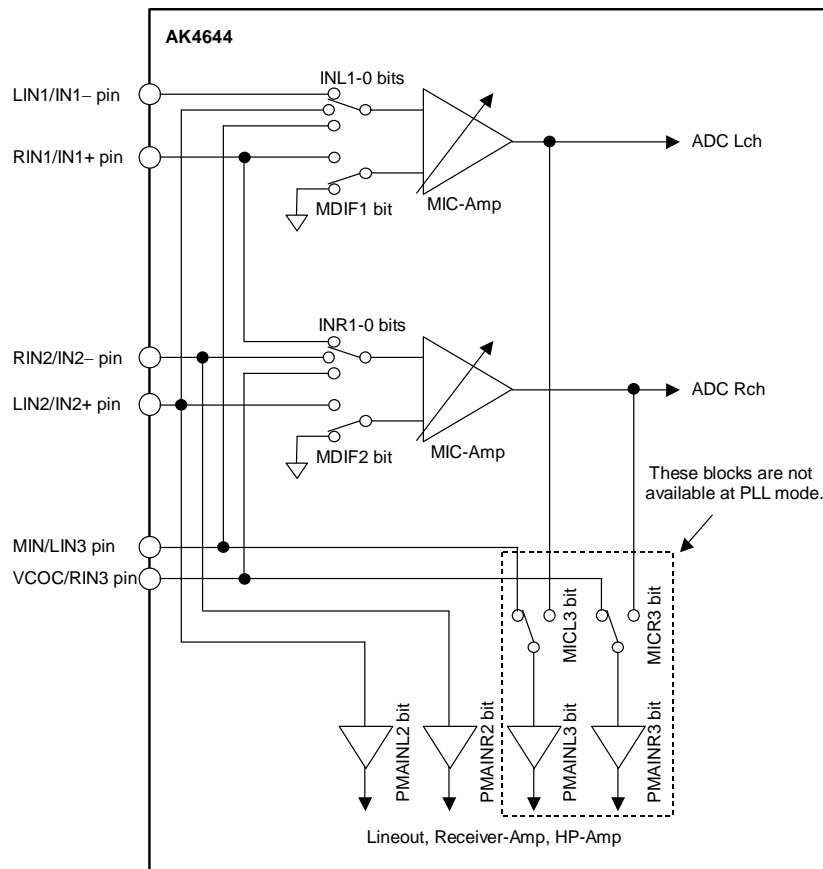 AK4644
LIN1/IN1− pin
INL1-0 bits
ADC Lch
RIN1/IN1+ pin
MDIF1 bit
MIC-Amp
INR1-0 bits
RIN2/IN2− pin
ADC Rch
LIN2/IN2+ pin
MDIF2 bit
MIC-Amp
These blocks are not
available at PLL mode.
MIN/LIN3 pin
VCOC/RIN3 pin
MICL3 bit
MICR3 bit
PMAINL2 bit
PMAINR2 bit
PMAINL3 bit
PMAINR3 bit
Lineout, Receiver-Amp, HP-Amp